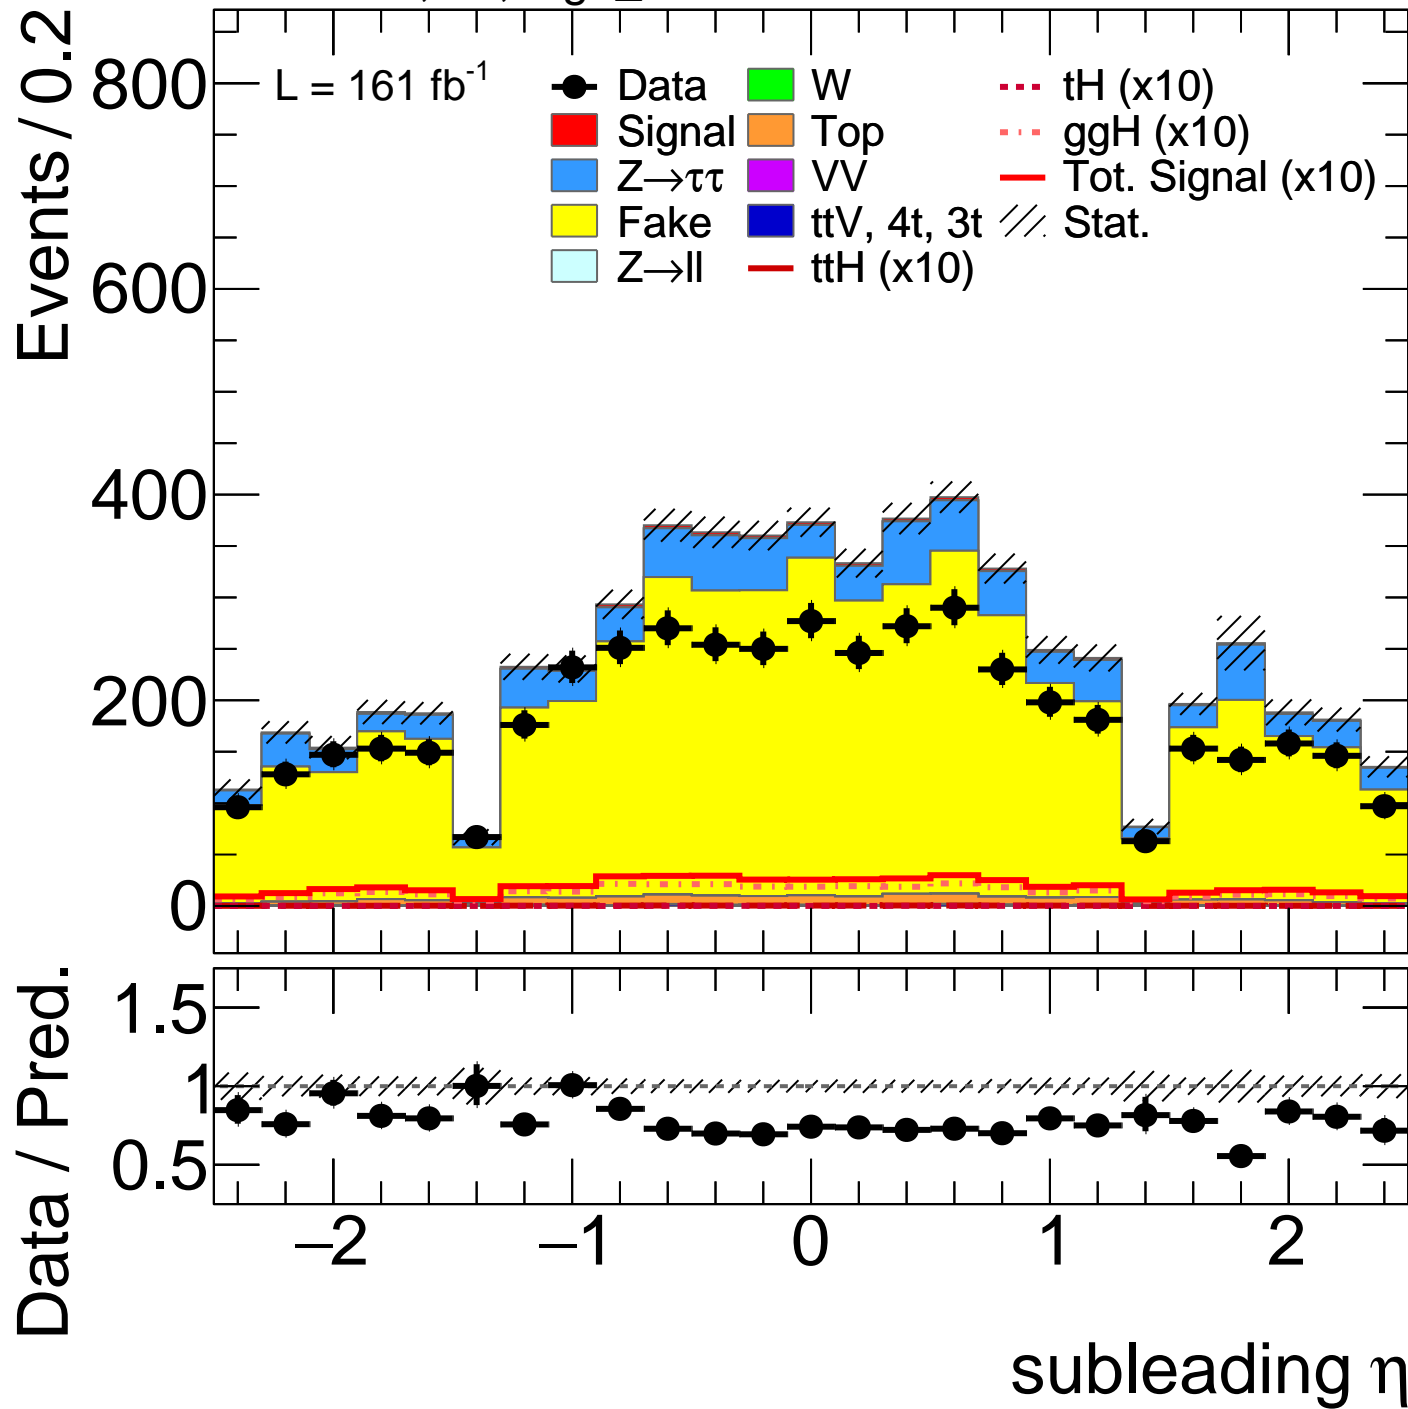 Events / 0.2
800
600
400
200
0
L = 161 fb-1
Data
Signal
Z→ττ
Fake
Z→ll
W
Top
VV
ttV, 4t, 3t
ttH (x10)
tH (x10)
ggH (x10)
Tot. Signal (x10)
Stat.
Data / Pred.
1.5
1
0.5
−2
−1
0
1
2
subleading η